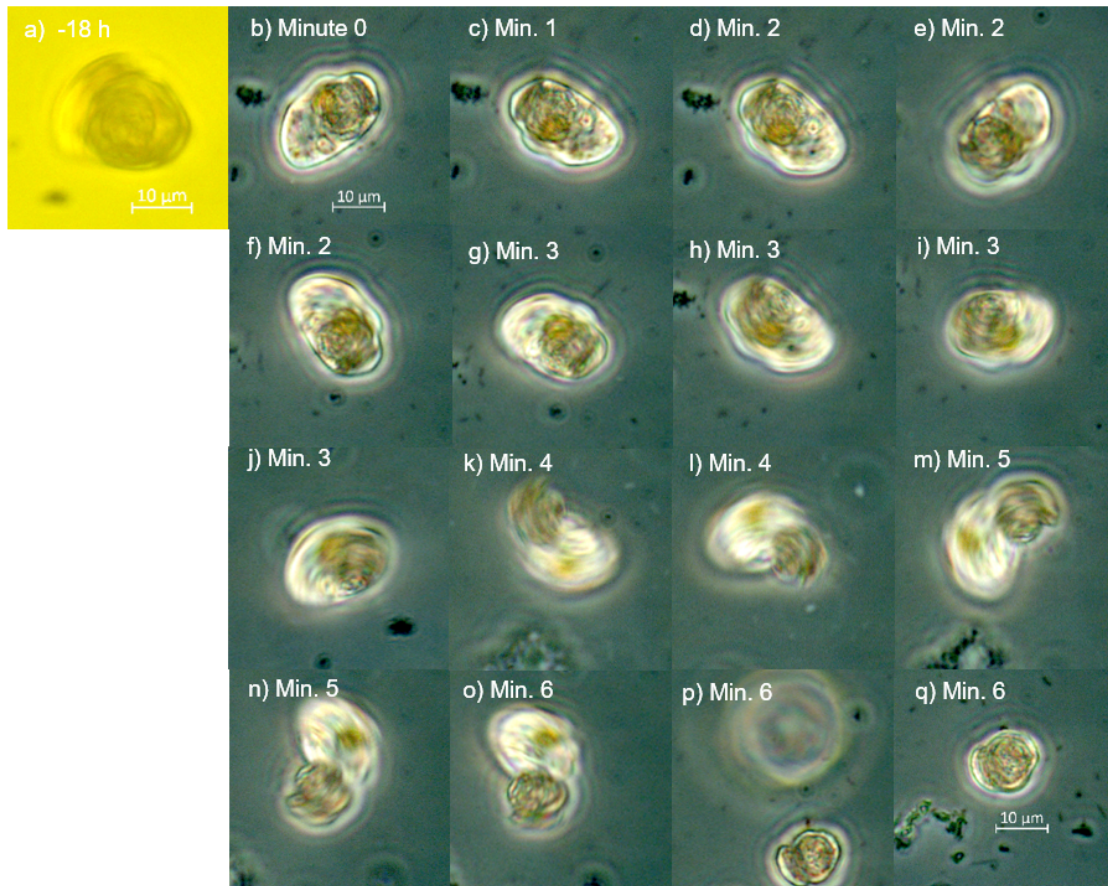 a) -18 h
b) Minute 0
c) Min. 1
d) Min. 2
e) Min. 2
10 µm
10 µm
f) Min. 2
g) Min. 3
h) Min. 3
i) Min. 3
j) Min. 3
k) Min. 4
l) Min. 4
m) Min. 5
n) Min. 5
o) Min. 6
p) Min. 6
q) Min. 6
10 µm